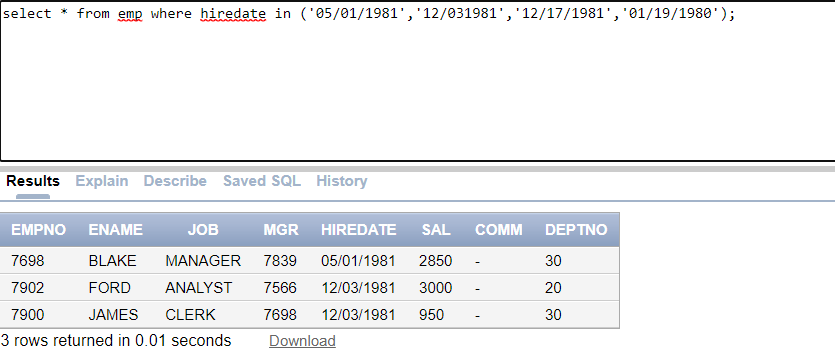 select * from emp where hiredate in ('05/01/1981','12/031981','12/17/1981','01/19/1980');
Results Explain Describe Saved SQL History
EMPNO ENAME JOB MGR HIREDATE SAL COMM DEPTNO
7698 BLAKE MANAGER 7839 05/01/1981 2850 - 30
7902 FORD ANALYST 7566 12/03/1981 3000 - 20
7900 JAMES CLERK 7698 12/03/1981 950 - 30
3 rows returned in 0.01 seconds Download